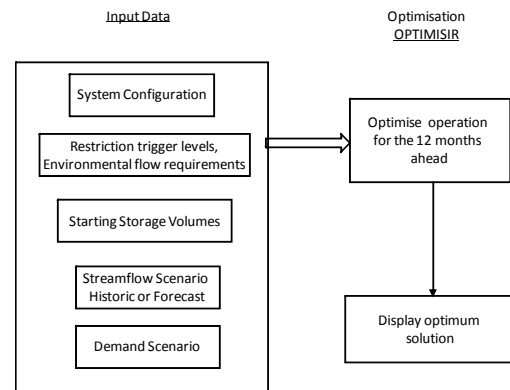 Input Data
System Configuration
Restriction trigger levels,
Environmental flow requirements
Starting Storage Volumes
Streamflow Scenario
Historic or Forecast
Demand Scenario
Optimisation
OPTIMISIR
Optimise operation
for the 12 months
ahead
Display optimum
solution